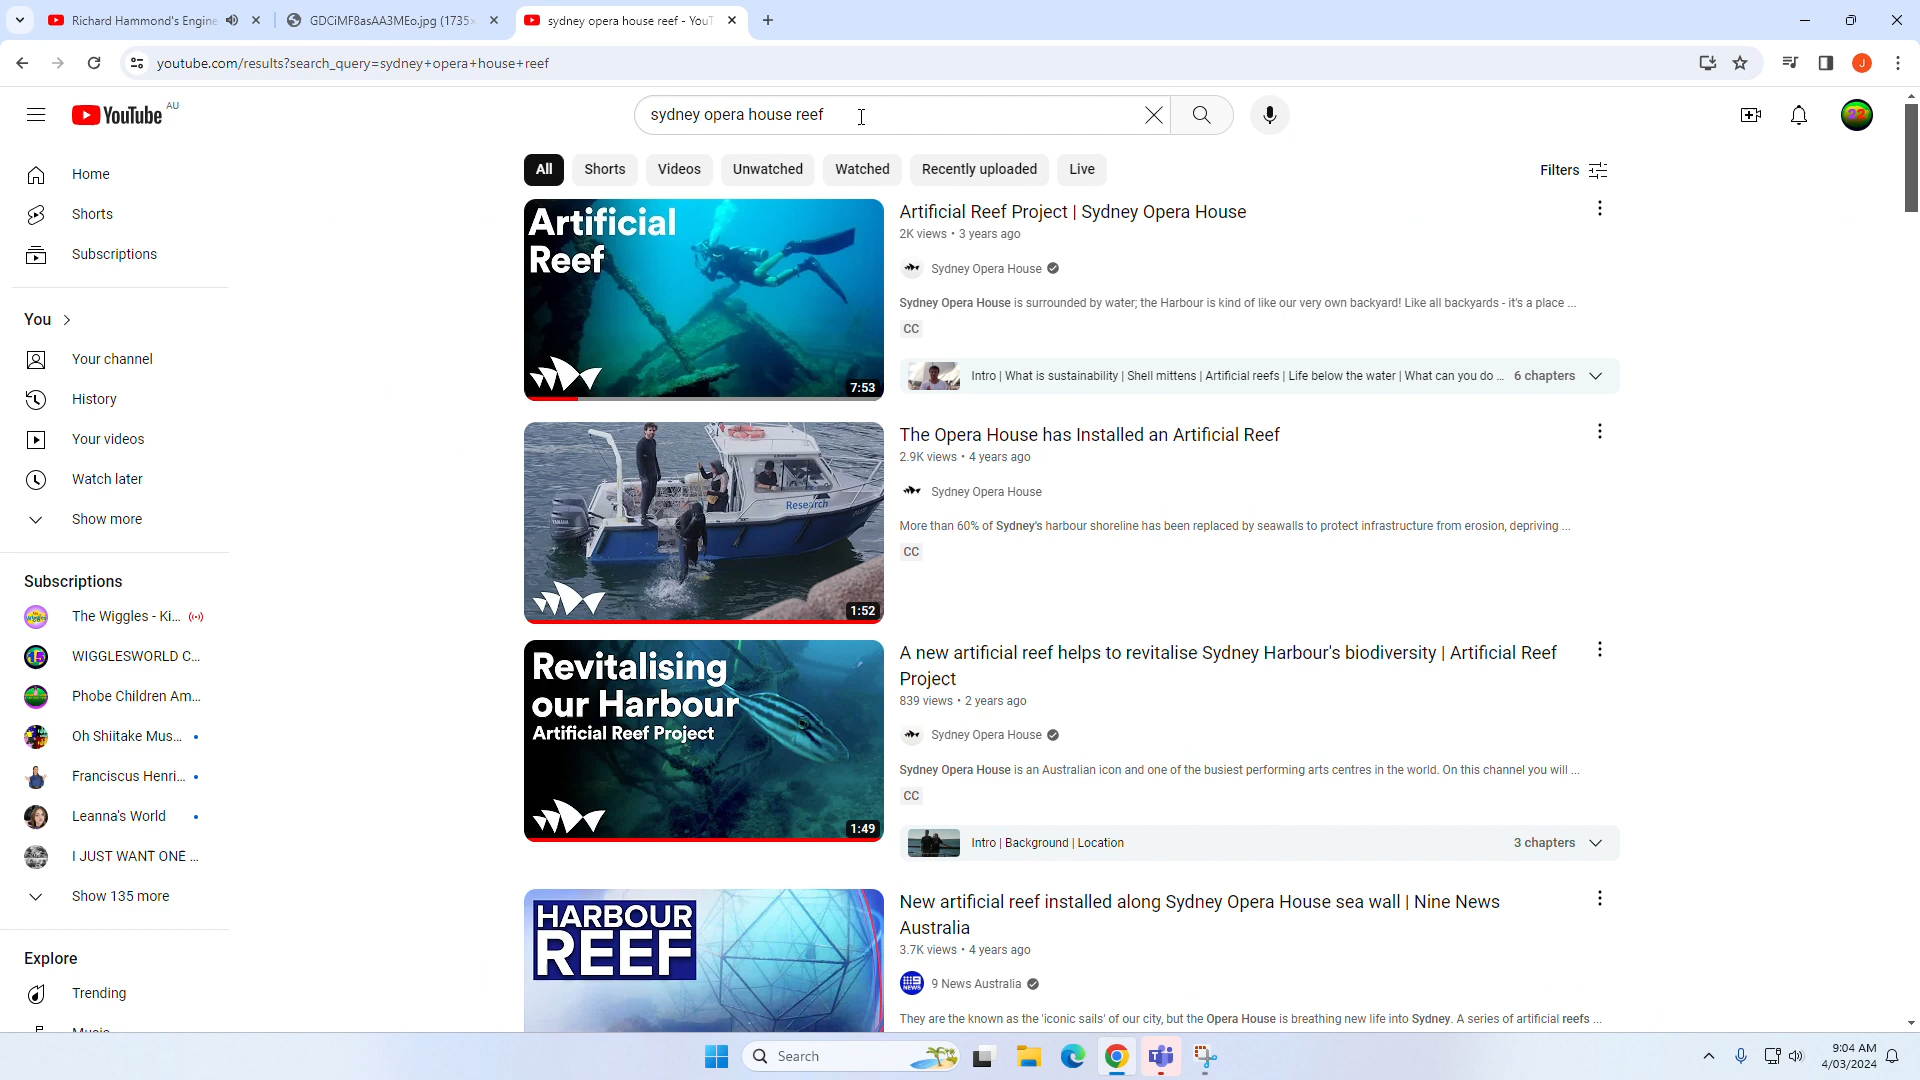 Richard Hammond's Engine
GDCiMF8asAA3MEo.jpg (1735
sydney opera house reef - YouT
youtube.com/results?search_query=sydney+opera+house+reef
J
YouTube AU
sydney opera house reef
22
Home
Shorts
Subscriptions
You
Your channel
History
Your videos
Watch later
Show more
Subscriptions
The Wiggles - Ki...
WIGGLESWORLD C...
Phobe Children Am...
Oh Shiitake Mus...
Franciscus Henri...
Leanna's World
I JUST WANT ONE ...
Show 135 more
Explore
Trending
Music
All
Shorts
Videos
Unwatched
Watched
Recently uploaded
Live
Filters
Artificial
Reef
7:53
Artificial Reef Project | Sydney Opera House
2K views • 3 years ago
Sydney Opera House
Sydney Opera House is surrounded by water; the Harbour is kind of like our very own backyard! Like all backyards - it's a place ...
CC
Intro | What is sustainability | Shell mittens | Artificial reefs | Life below the water | What can you do ...
6 chapters
Research
YAMAHA
1:52
The Opera House has Installed an Artificial Reef
2.9K views • 4 years ago
Sydney Opera House
More than 60% of Sydney's harbour shoreline has been replaced by seawalls to protect infrastructure from erosion, depriving ...
CC
Revitalising
our Harbour
Artificial Reef Project
1:49
A new artificial reef helps to revitalise Sydney Harbour's biodiversity | Artificial Reef
Project
839 views • 2 years ago
Sydney Opera House
Sydney Opera House is an Australian icon and one of the busiest performing arts centres in the world. On this channel you will ...
CC
Intro | Background | Location
3 chapters
HARBOUR
REEF
New artificial reef installed along Sydney Opera House sea wall | Nine News
Australia
3.7K views • 4 years ago
9 NEWS
9 News Australia
They are the known as the 'iconic sails' of our city, but the Opera House is breathing new life into Sydney. A series of artificial reefs ...
Search
9:04 AM
4/03/2024